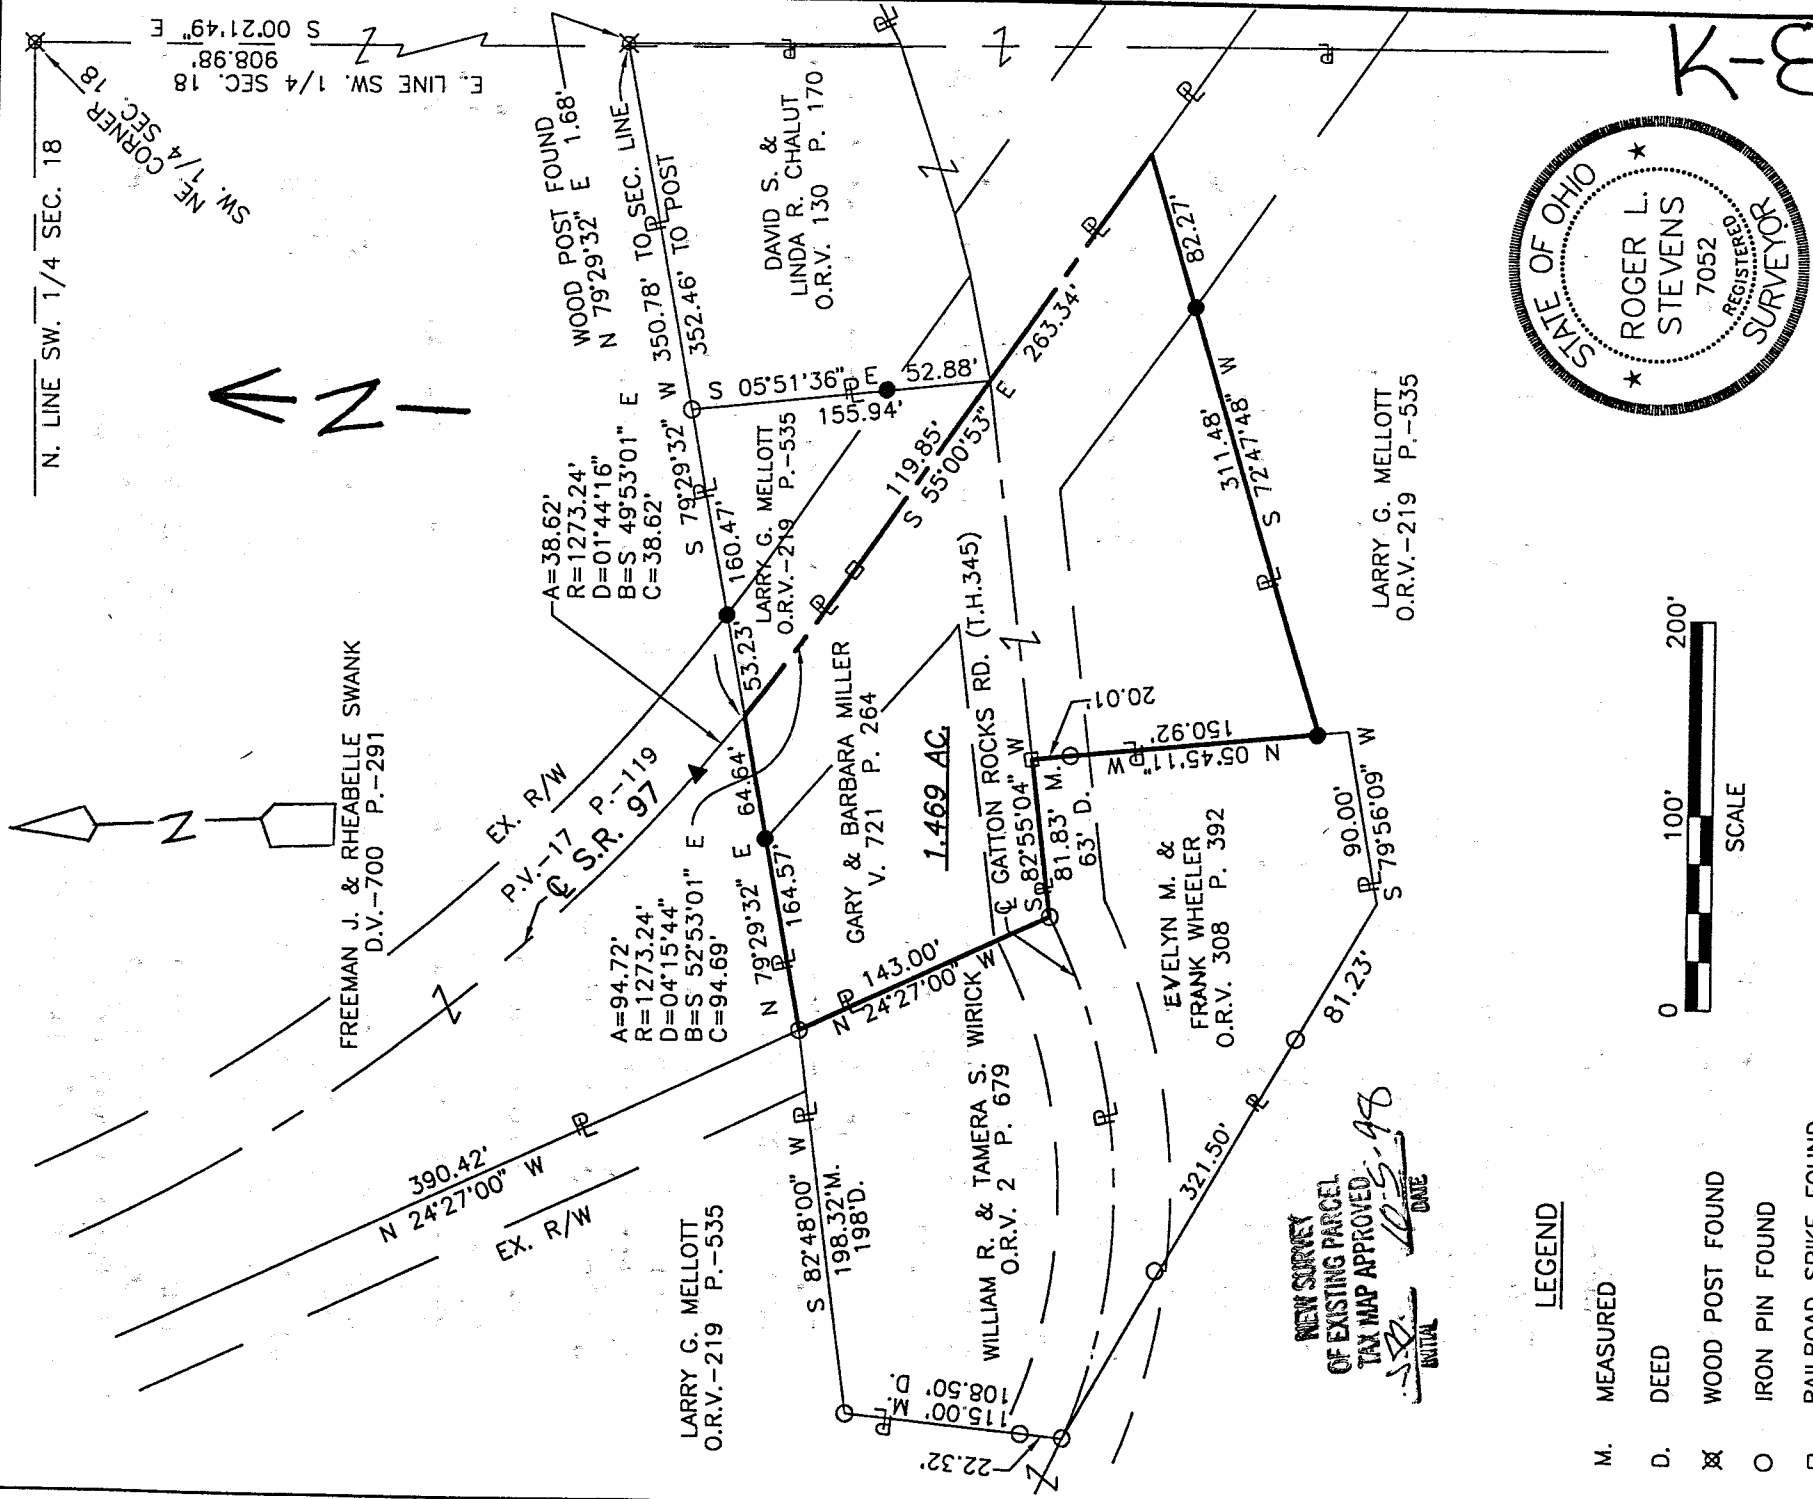 N. LINE SW. 1/4 SEC. 18
NE. CORNER
SW. 1/4 SEC. 18
S 00°21'49" E
908.98'
E. LINE SW. 1/4 SEC. 18
WOOD POST FOUND
N 79°29'32" E 1.68'
S 79°29'32" W 350.78' TO SEC. LINE
352.46' TO POST
DAVID S. &
LINDA R. CHALUT
O.R.V. 130 P. 170
K-8
N
A=38.62'
R=1273.24'
D=01°44'16"
B=S 49°53'01" E
C=38.62'
S 05°51'36" E
52.88'
155.94'
160.47'
LARRY G. MELLOTT
O.R.V.-219 P.-535
53.23'
119.85'
S 55°00'53" E
263.34'
82.27'
311.48'
S 72°47'48" W
LARRY G. MELLOTT
O.R.V.-219 P.-535
STATE OF OHIO
ROGER L.
STEVENS
7052
REGISTERED
SURVEYOR
FREEMAN J. & RHEABELLE SWANK
D.V.-700 P.-291
N
EX. R/W
P.V.-17 P.-119
℄ S.R. 97
A=94.72'
R=1273.24'
D=04°15'44"
B=S 52°53'01" E
C=94.69'
64.64'
N 79°29'32" E
164.57'
GARY & BARBARA MILLER
V. 721 P. 264
1.469 AC.
℄ GATTON ROCKS RD. (T.H.345)
S 82°55'04" W
81.83' M.
63' D.
20.01'
N 05°45'11" W
150.92'
90.00'
S 79°56'09" W
143.00'
N 24°27'00" W
EVELYN M. &
FRANK WHEELER
O.R.V. 308 P. 392
81.23'
321.50'
390.42'
N 24°27'00" W
EX. R/W
LARRY G. MELLOTT
O.R.V.-219 P.-535
S 82°48'00" W
198.32'M.
198'D.
WILLIAM R. & TAMERA S. WIRICK
O.R.V. 2 P. 679
115.00' M.
108.50' D.
22.32'
0 100' 200'
SCALE
NEW SURVEY
OF EXISTING PARCEL
TAX MAP APPROVED
10-5-98
INITIAL DATE
LEGEND
M. MEASURED
D. DEED
WOOD POST FOUND
IRON PIN FOUND
RAILROAD SPIKE FOUND